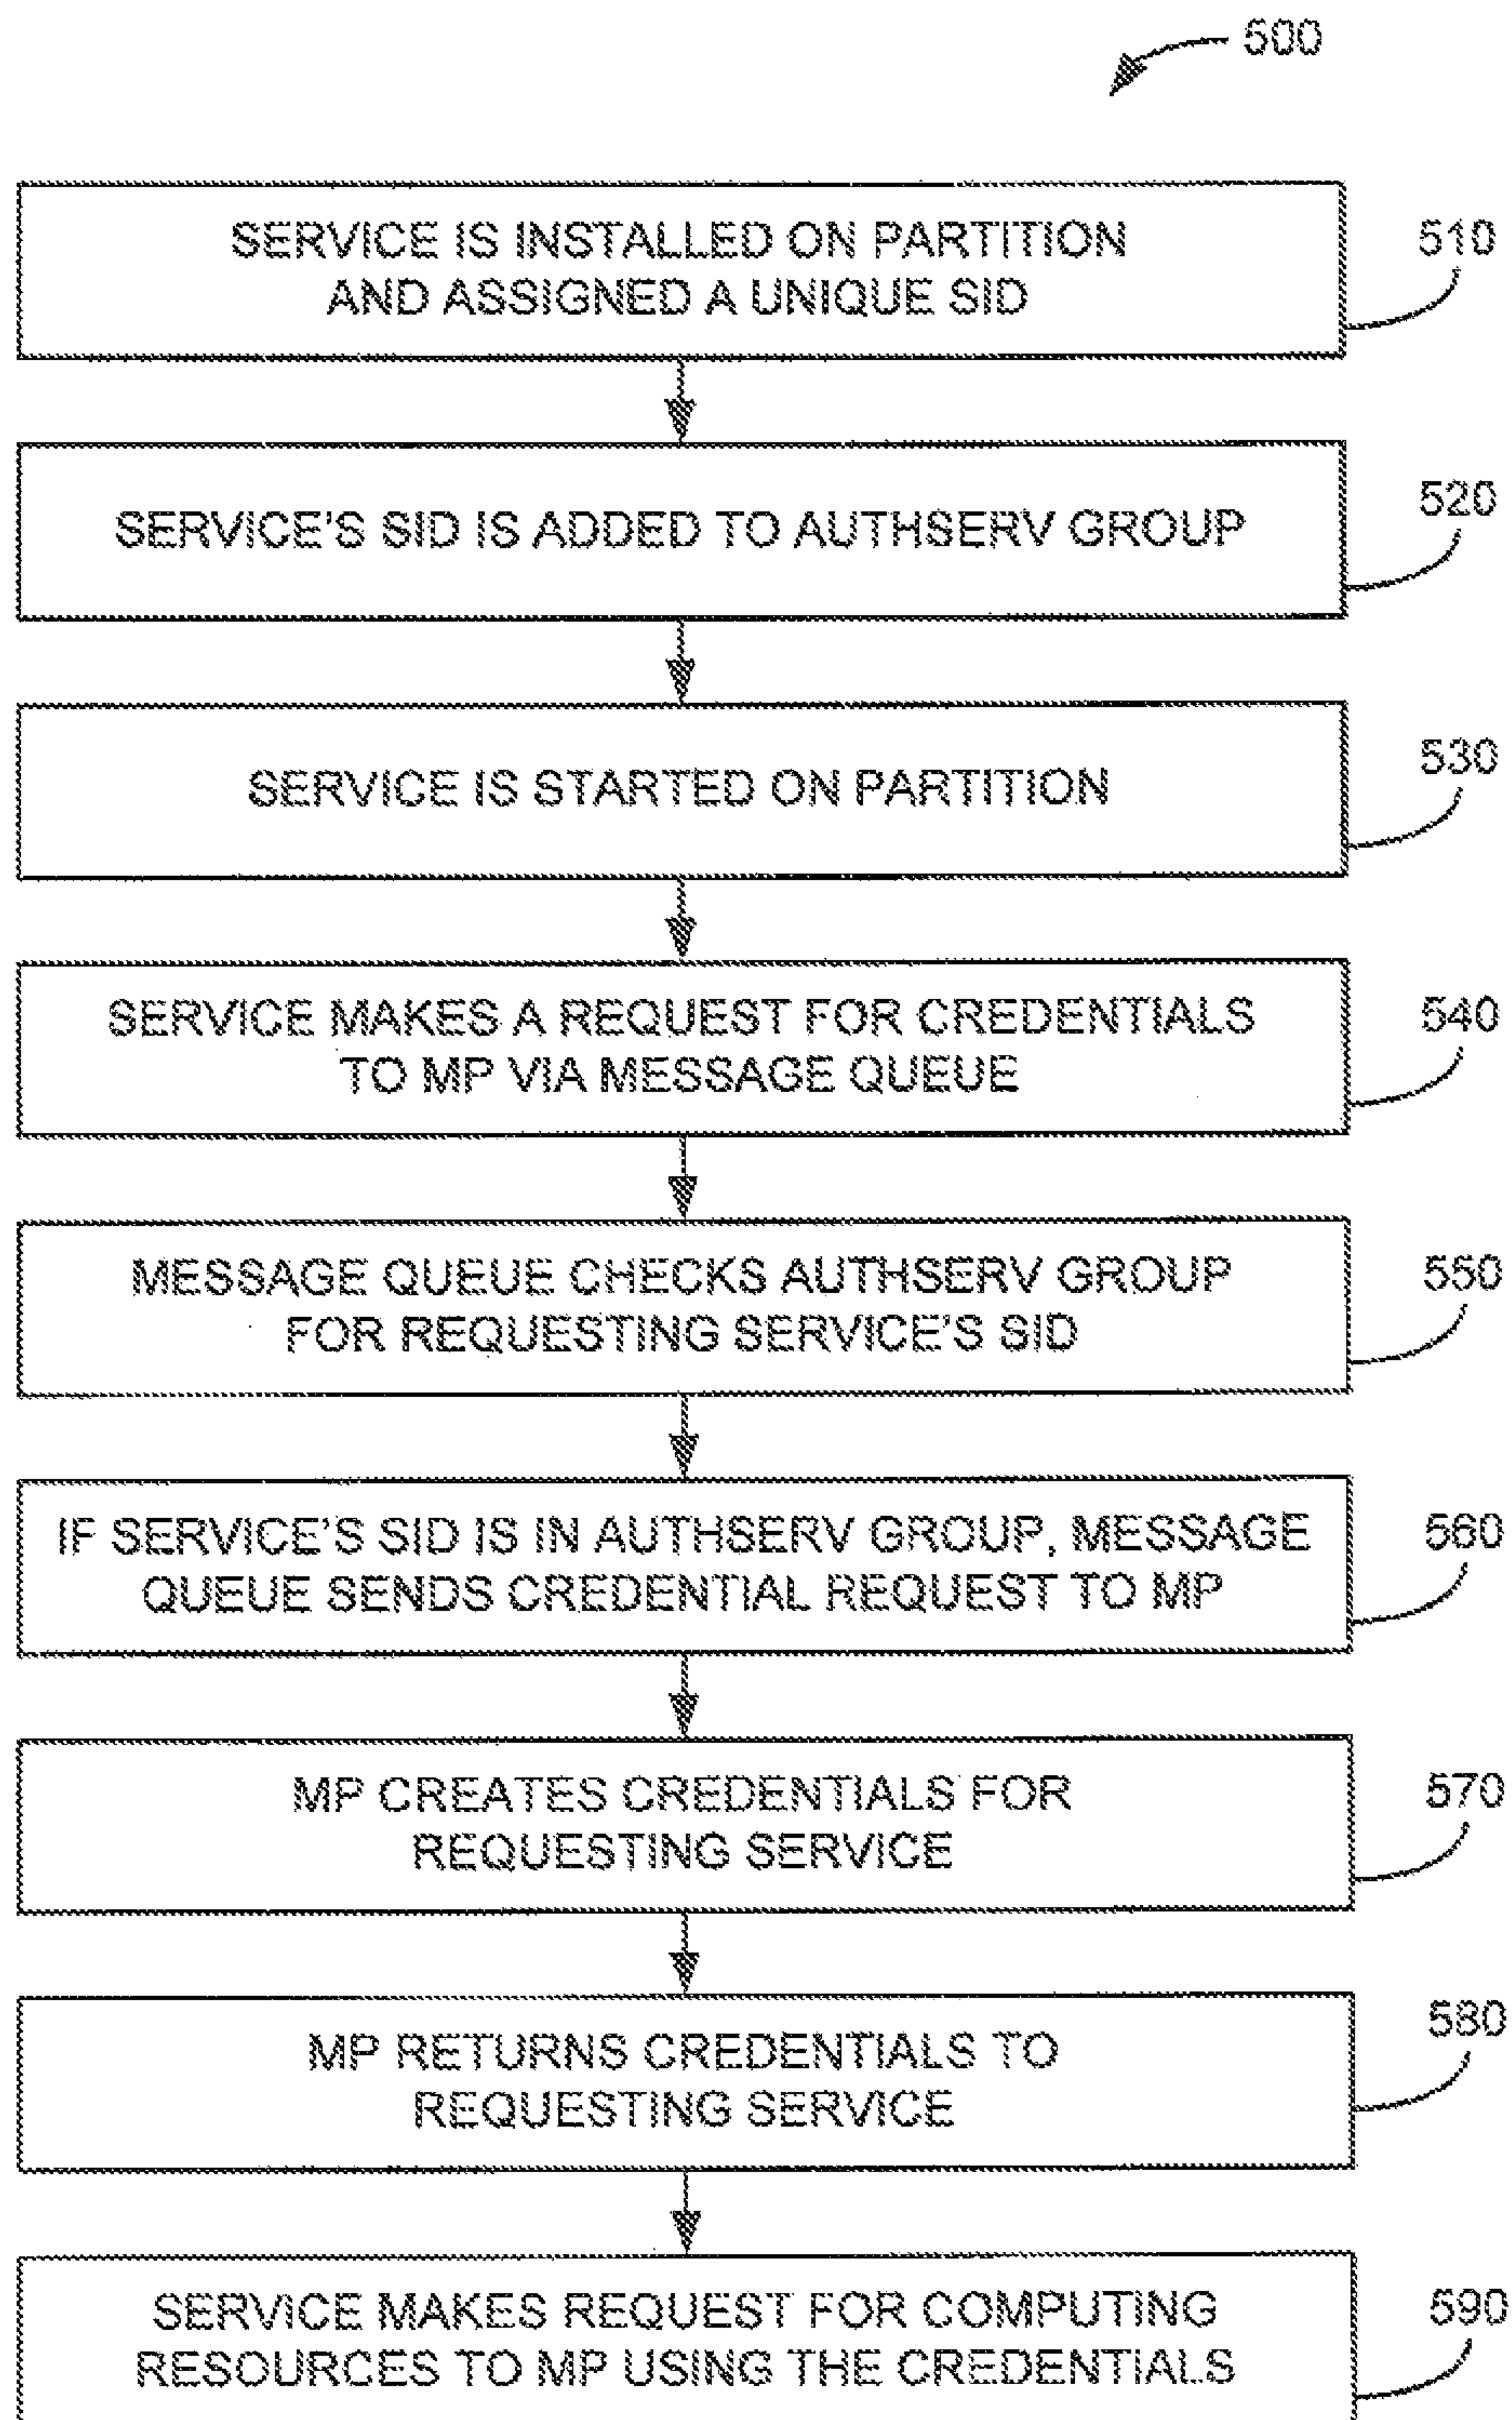 500
SERVICE IS INSTALLED ON PARTITION
AND ASSIGNED A UNIQUE SID
510
SERVICE'S SID IS ADDED TO AUTHSERV GROUP
520
SERVICE IS STARTED ON PARTITION
530
SERVICE MAKES A REQUEST FOR CREDENTIALS
TO MP VIA MESSAGE QUEUE
540
MESSAGE QUEUE CHECKS AUTHSERV GROUP
FOR REQUESTING SERVICE'S SID
550
IF SERVICE'S SID IS IN AUTHSERV GROUP, MESSAGE
QUEUE SENDS CREDENTIAL REQUEST TO MP
560
MP CREATES CREDENTIALS FOR
REQUESTING SERVICE
570
MP RETURNS CREDENTIALS TO
REQUESTING SERVICE
580
SERVICE MAKES REQUEST FOR COMPUTING
RESOURCES TO MP USING THE CREDENTIALS
590